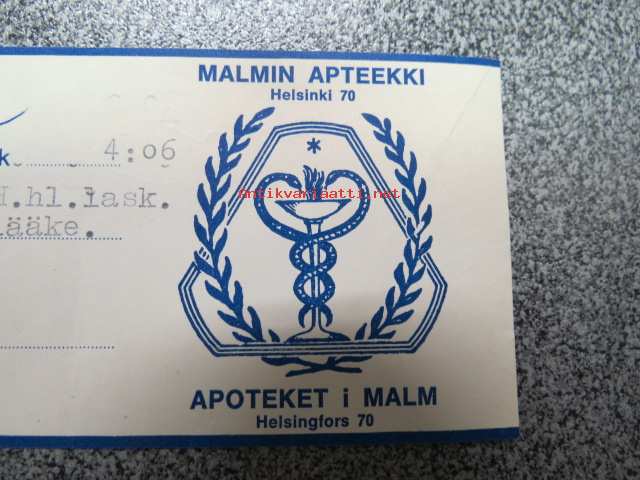 MALMIN APTEEKKI
Helsinki 70
k 4:06
H.hl.lask.
ääke.
*
Antikvariaatti.net
APOTEKET i MALM
Helsingfors 70